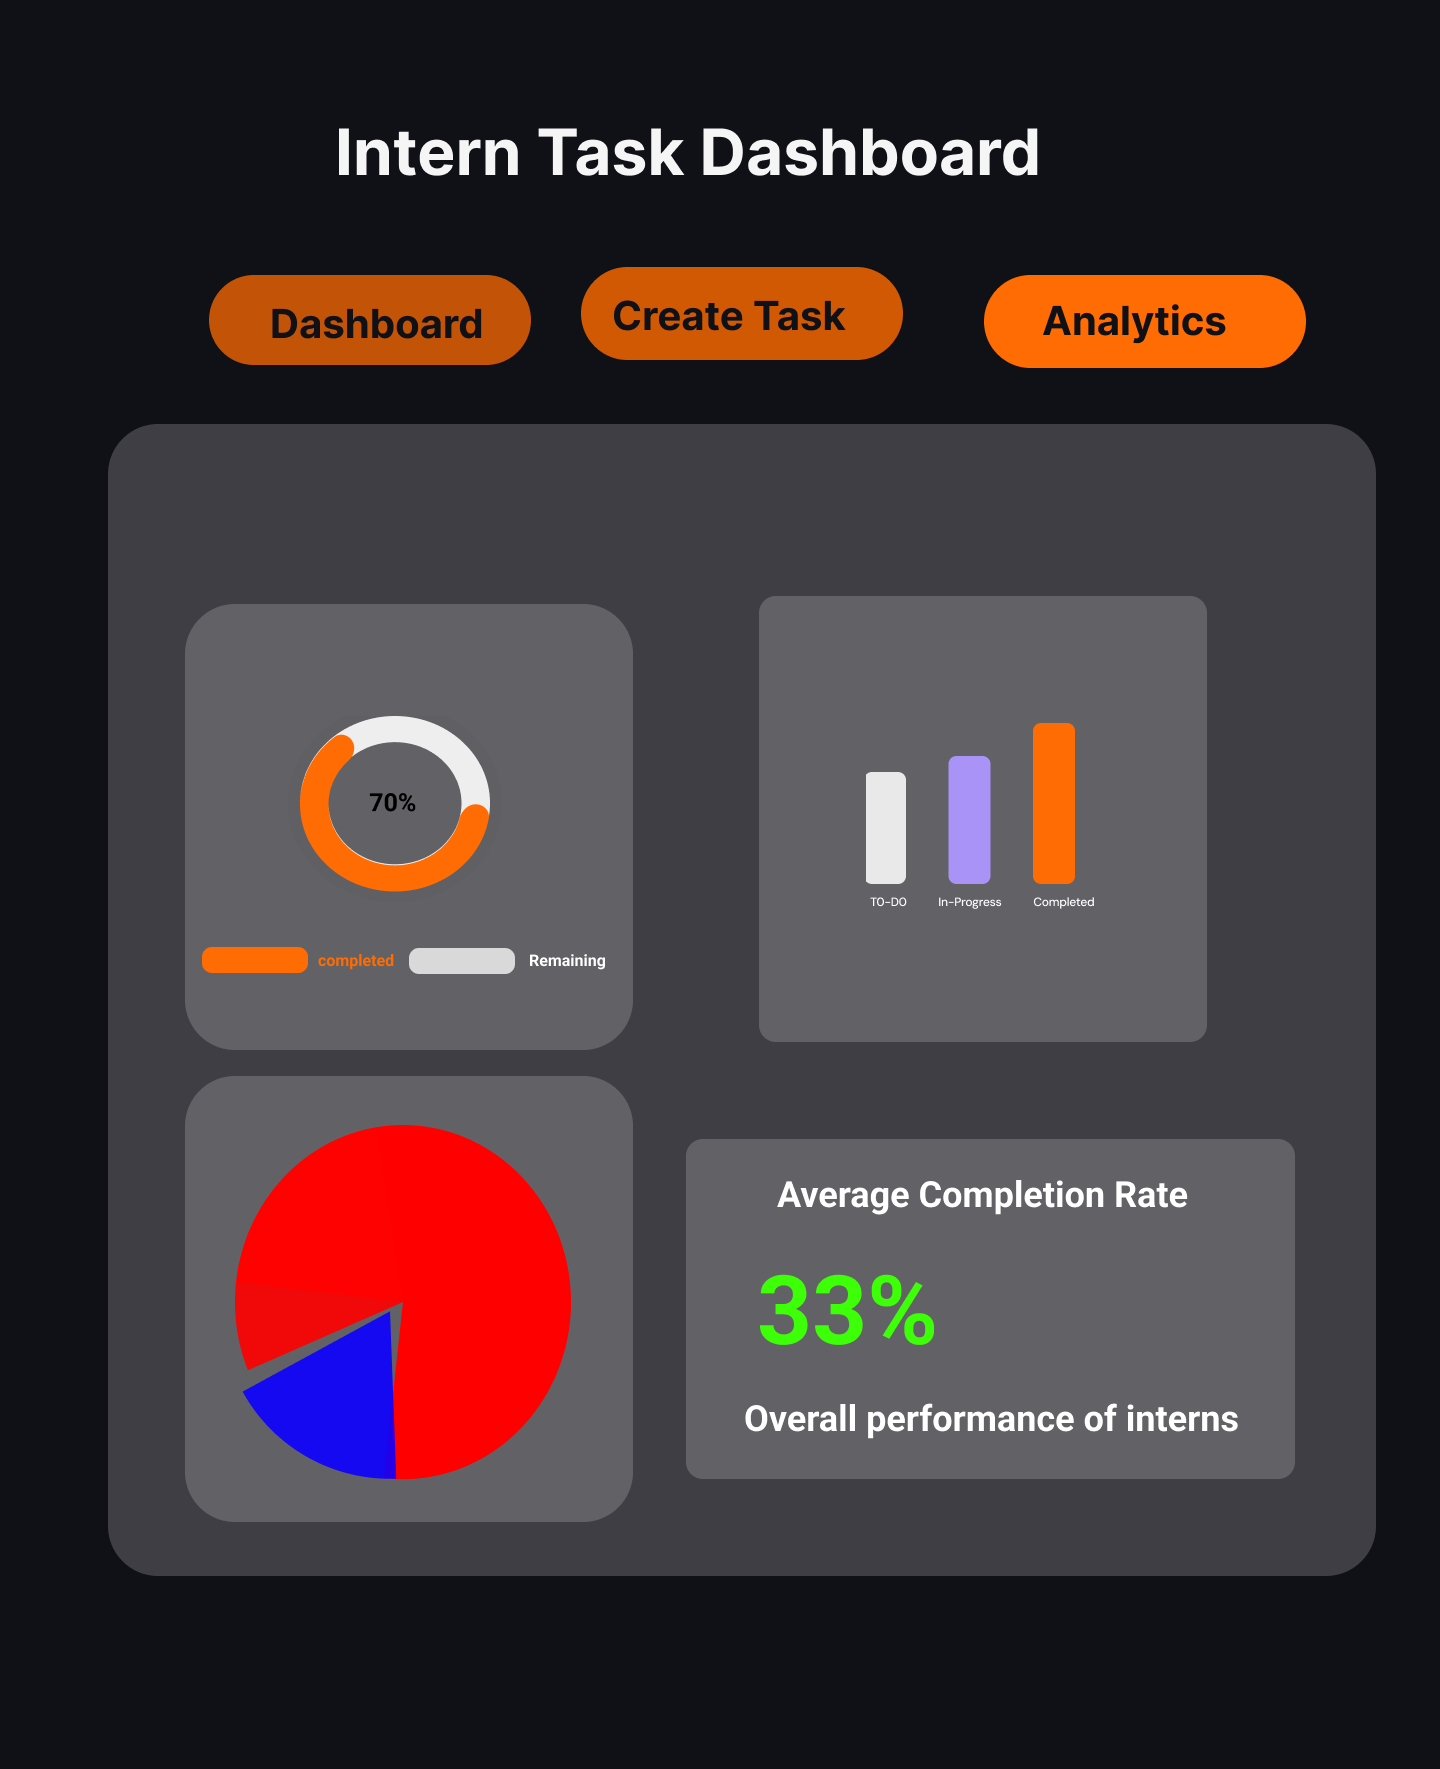 Intern Task Dashboard
Dashboard
Create Task
Analytics
70%
completed
Remaining
TO-DO
In-Progress
Completed
Average Completion Rate
33%
Overall performance of interns